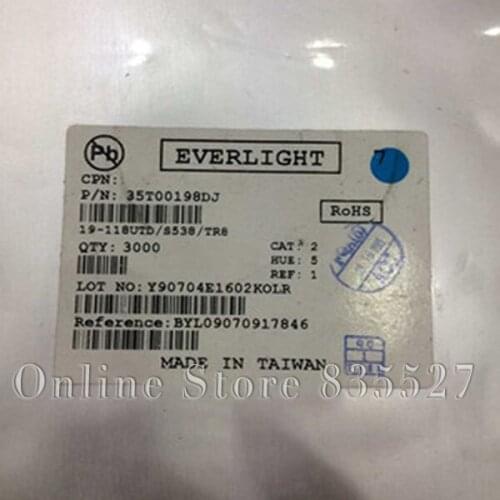 Pb
EVERLIGHT
7
CPN:
P/N: 35T00198DJ
RoHS
19-118UTD/S538/TR8
QTY: 3000
CAT: 2
HUE: 5
REF: 1
LOT NO: Y90704E1602KOLR
Reference: BYL09070917846
MADE IN TAIWAN
Online Store 835527